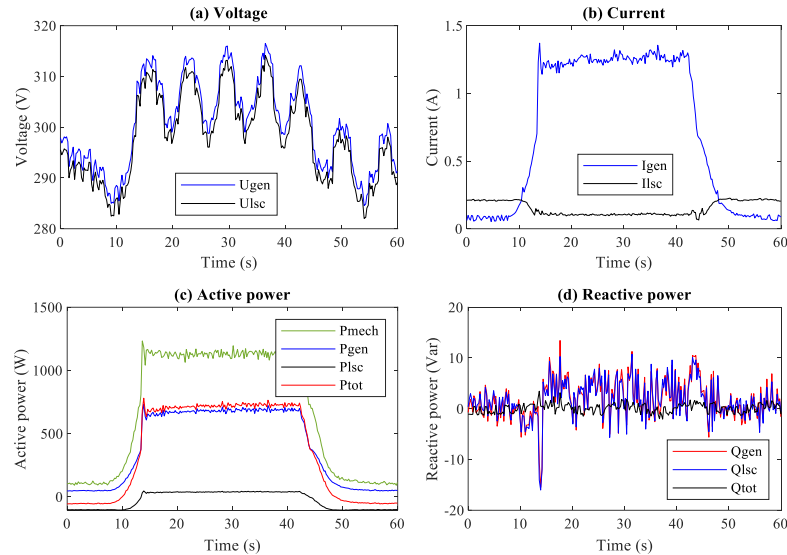 (a) Voltage
320
310
300
290
280
Voltage (V)
Ugen
Ulsc
0 10 20 30 40 50 60
Time (s)
(b) Current
1.5
1
0.5
0
Current (A)
Igen
Ilsc
0 10 20 30 40 50 60
Time (s)
(c) Active power
1500
1000
500
0
Active power (W)
Pmech
Pgen
Plsc
Ptot
0 10 20 30 40 50 60
Time (s)
(d) Reactive power
20
10
0
-10
-20
Reactive power (Var)
Qgen
Qlsc
Qtot
0 10 20 30 40 50 60
Time (s)